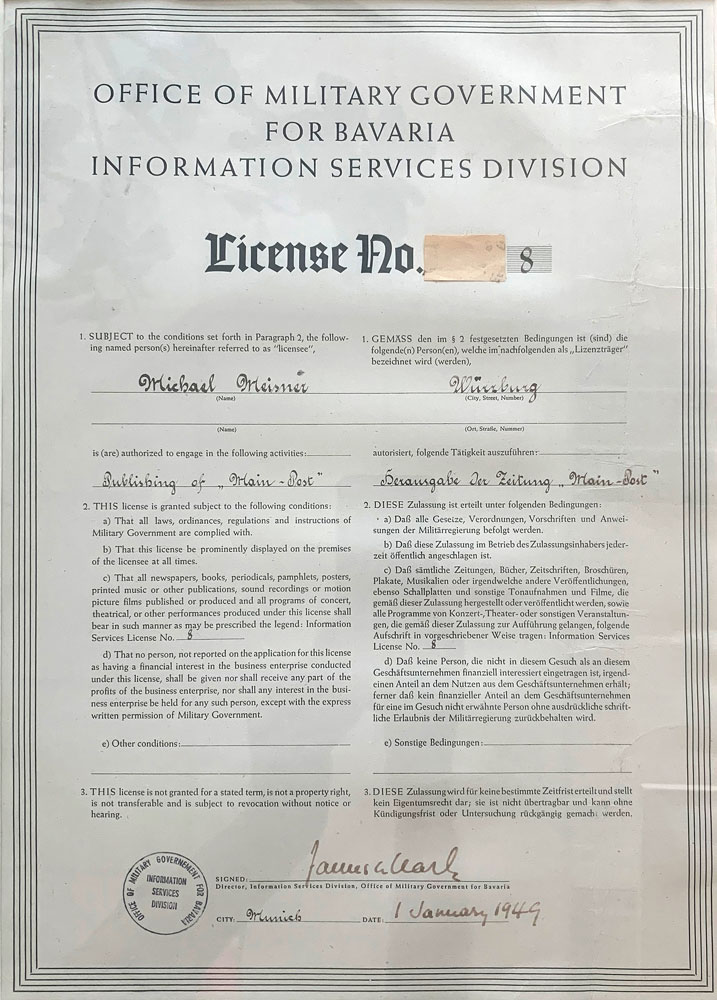 OFFICE OF MILITARY GOVERNMENT
FOR BAVARIA
INFORMATION SERVICES DIVISION
License No. 8
1. SUBJECT to the conditions set forth in Paragraph 2, the follow-
ing named person(s) hereinafter referred to as "licensee",
1. GEMÄSS den im § 2 festgesetzten Bedingungen ist (sind) die
folgende(n) Person(en), welche im nachfolgenden als „Lizenzträger"
bezeichnet wird (werden),
Michael Meisner
(Name)
Würzburg
(City, Street, Number)
(Name)
(Ort, Straße, Nummer)
is (are) authorized to engage in the following activities:
Publishing of „Main-Post"
autorisiert, folgende Tätigkeit auszuführen:
Herausgabe der Zeitung „Main-Post"
2. THIS license is granted subject to the following conditions:
a) That all laws, ordinances, regulations and instructions of
Military Government are complied with.
b) That this license be prominently displayed on the premises
of the licensee at all times.
c) That all newspapers, books, periodicals, pamphlets, posters,
printed music or other publications, sound recordings or motion
picture films published or produced and all programs of concert,
theatrical, or other performances produced under this license shall
bear in such manner as may be prescribed the legend: Information
Services License No. 8
d) That no person, not reported on the application for this license
as having a financial interest in the business enterprise conducted
under this license, shall be given nor shall receive any part of the
profits of the business enterprise, nor shall any interest in the busi-
ness enterprise be held for any such person, except with the express
written permission of Military Government.
e) Other conditions:
2. DIESE Zulassung ist erteilt unter folgenden Bedingungen:
a) Daß alle Geseize, Verordnungen, Vorschriften und Anwei-
sungen der Militärregierung befolgt werden.
b) Daß diese Zulassung im Betrieb des Zulassungsinhabers jeder-
zeit öffentlich angeschlagen ist.
c) Daß sämtliche Zeitungen, Bücher, Zeitschriften, Broschüren,
Plakate, Musikalien oder irgendwelche andere Veröffentlichungen,
ebenso Schallplatten und sonstige Tonaufnahmen und Filme, die
gemäß dieser Zulassung hergestellt oder veröffentlicht werden, sowie
alle Programme von Konzert-, Theater- oder sonstigen Veranstaltun-
gen, die gemäß dieser Zulassung zur Aufführung gelangen, folgende
Aufschrift in vorgeschriebener Weise tragen: Information Services
License No. 8
d) Daß keine Person, die nicht in diesem Gesuch als an diesem
Geschäftsunternehmen finanziell interessiert eingetragen ist, irgend-
einen Anteil an dem Nutzen aus dem Geschäftsunternehmen erhält;
ferner daß kein finanzieller Anteil an dem Geschäftsunternehmen
für eine im Gesuch nicht erwähnte Person ohne ausdrückliche schrift-
liche Erlaubnis der Militärregierung zurückbehalten wird.
e) Sonstige Bedingungen:
3. THIS license is not granted for a stated term, is not a property right,
is not transferable and is subject to revocation without notice or
hearing.
3. DIESE Zulassung wird für keine bestimmte Zeitfrist erteilt und stellt
kein Eigentumsrecht dar; sie ist nicht übertragbar und kann ohne
Kündigungsfrist oder Untersuchung rückgängig gemacht werden.
OFFICE OF MILITARY GOVERNEMENT FOR BAVARIA
INFORMATION
SERVICES
DIVISION
SIGNED: James A. Clark
Director, Information Services Division, Office of Military Government for Bavaria
CITY: Munich DATE: 1 January 1949